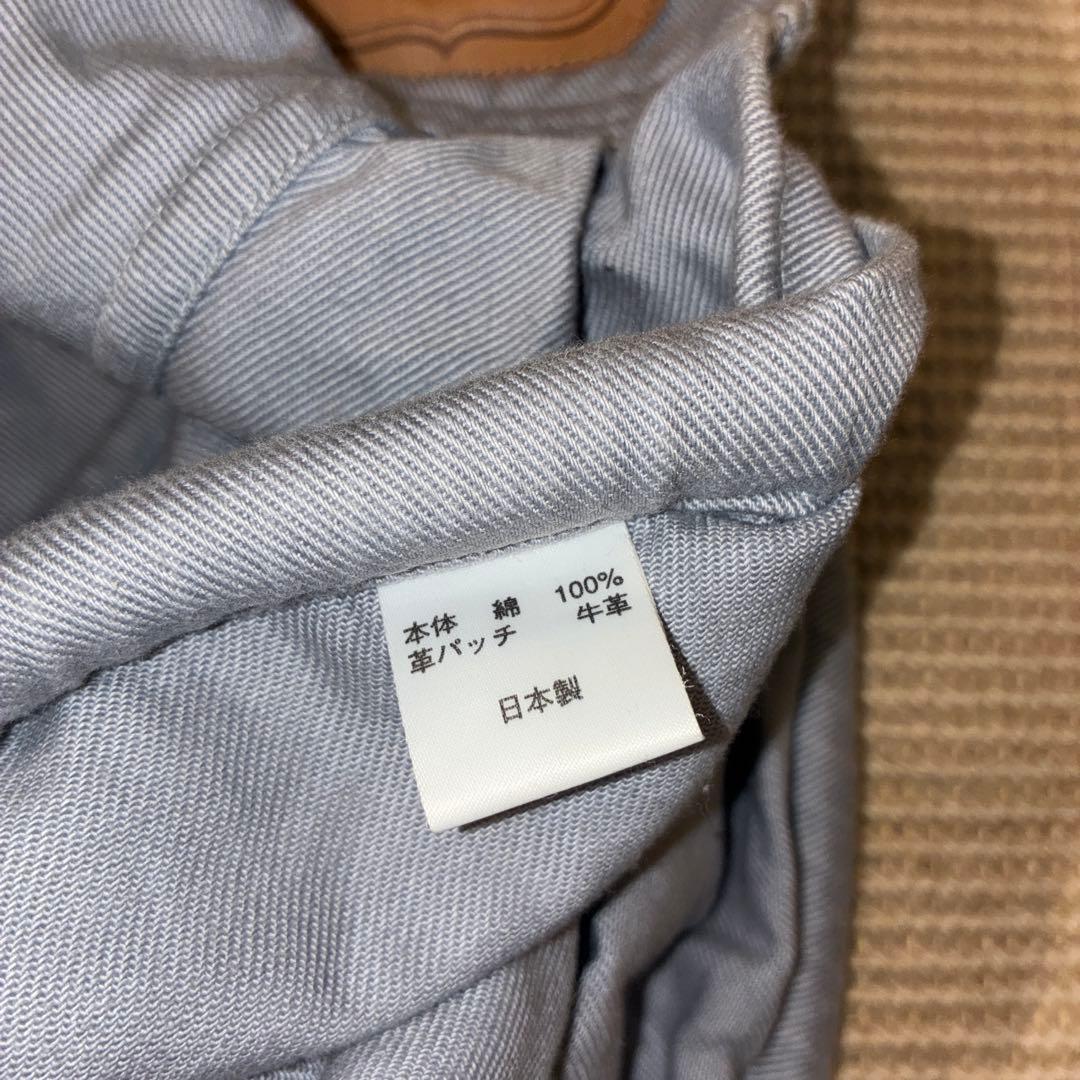 本体 綿 100%
革パッチ 牛革
日本製